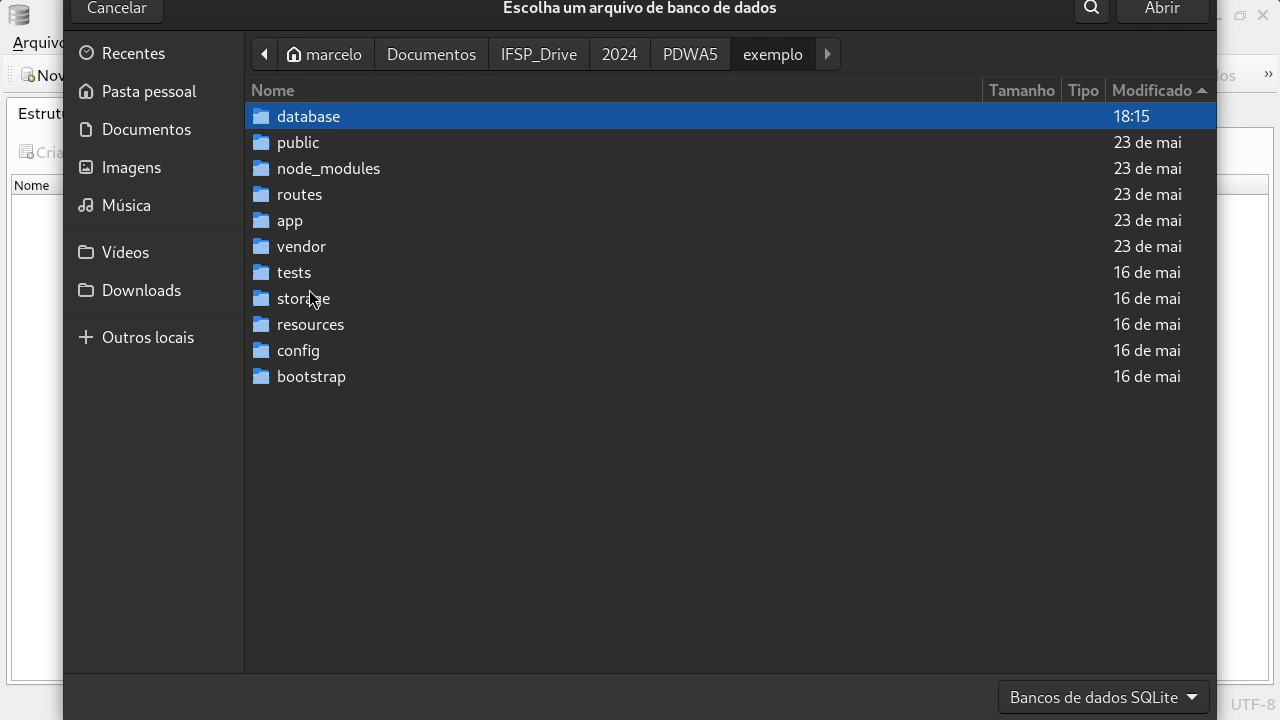 Cancelar Escolha um arquivo de banco de dados Abrir
Arquivo
Nov
Estrut
Cria
Nome
Recentes
Pasta pessoal
Documentos
Imagens
Música
Vídeos
Downloads
Outros locais
marcelo Documentos IFSP_Drive 2024 PDWA5 exemplo
Nome Tamanho Tipo Modificado
database 18:15
public 23 de mai
node_modules 23 de mai
routes 23 de mai
app 23 de mai
vendor 23 de mai
tests 16 de mai
storage 16 de mai
resources 16 de mai
config 16 de mai
bootstrap 16 de mai
Bancos de dados SQLite
os »
UTF-8